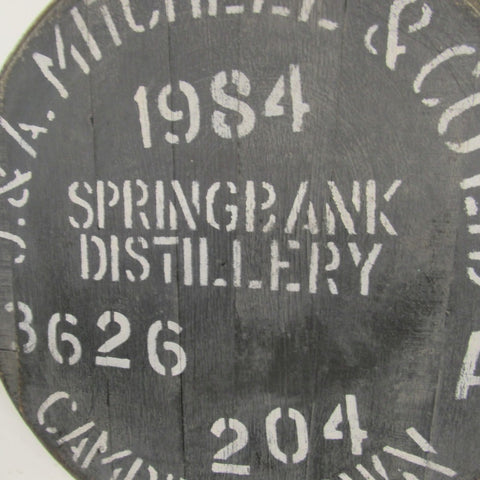 J. & A. MITCHELL & CO
1984
SPRINGBANK
DISTILLERY
3626
204